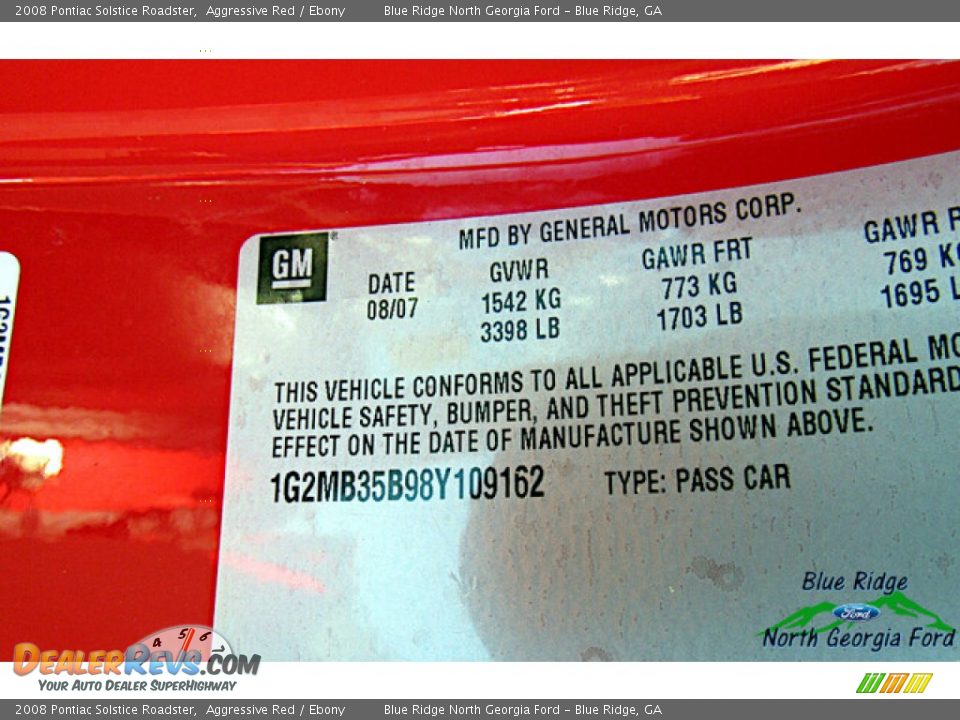 2008 Pontiac Solstice Roadster, Aggressive Red / Ebony Blue Ridge North Georgia Ford - Blue Ridge, GA
GM
MFD BY GENERAL MOTORS CORP.
DATE GVWR GAWR FRT GAWR
08/07 1542 KG 773 KG 769
3398 LB 1703 LB 1695
THIS VEHICLE CONFORMS TO ALL APPLICABLE U.S. FEDERAL
VEHICLE SAFETY, BUMPER, AND THEFT PREVENTION STANDARD
EFFECT ON THE DATE OF MANUFACTURE SHOWN ABOVE.
1G2MB35B98Y109162 TYPE: PASS CAR
Blue Ridge
Ford
North Georgia Ford
4 5 6
DEALERREVS.COM
YOUR AUTO DEALER SUPERHIGHWAY
2008 Pontiac Solstice Roadster, Aggressive Red / Ebony Blue Ridge North Georgia Ford - Blue Ridge, GA